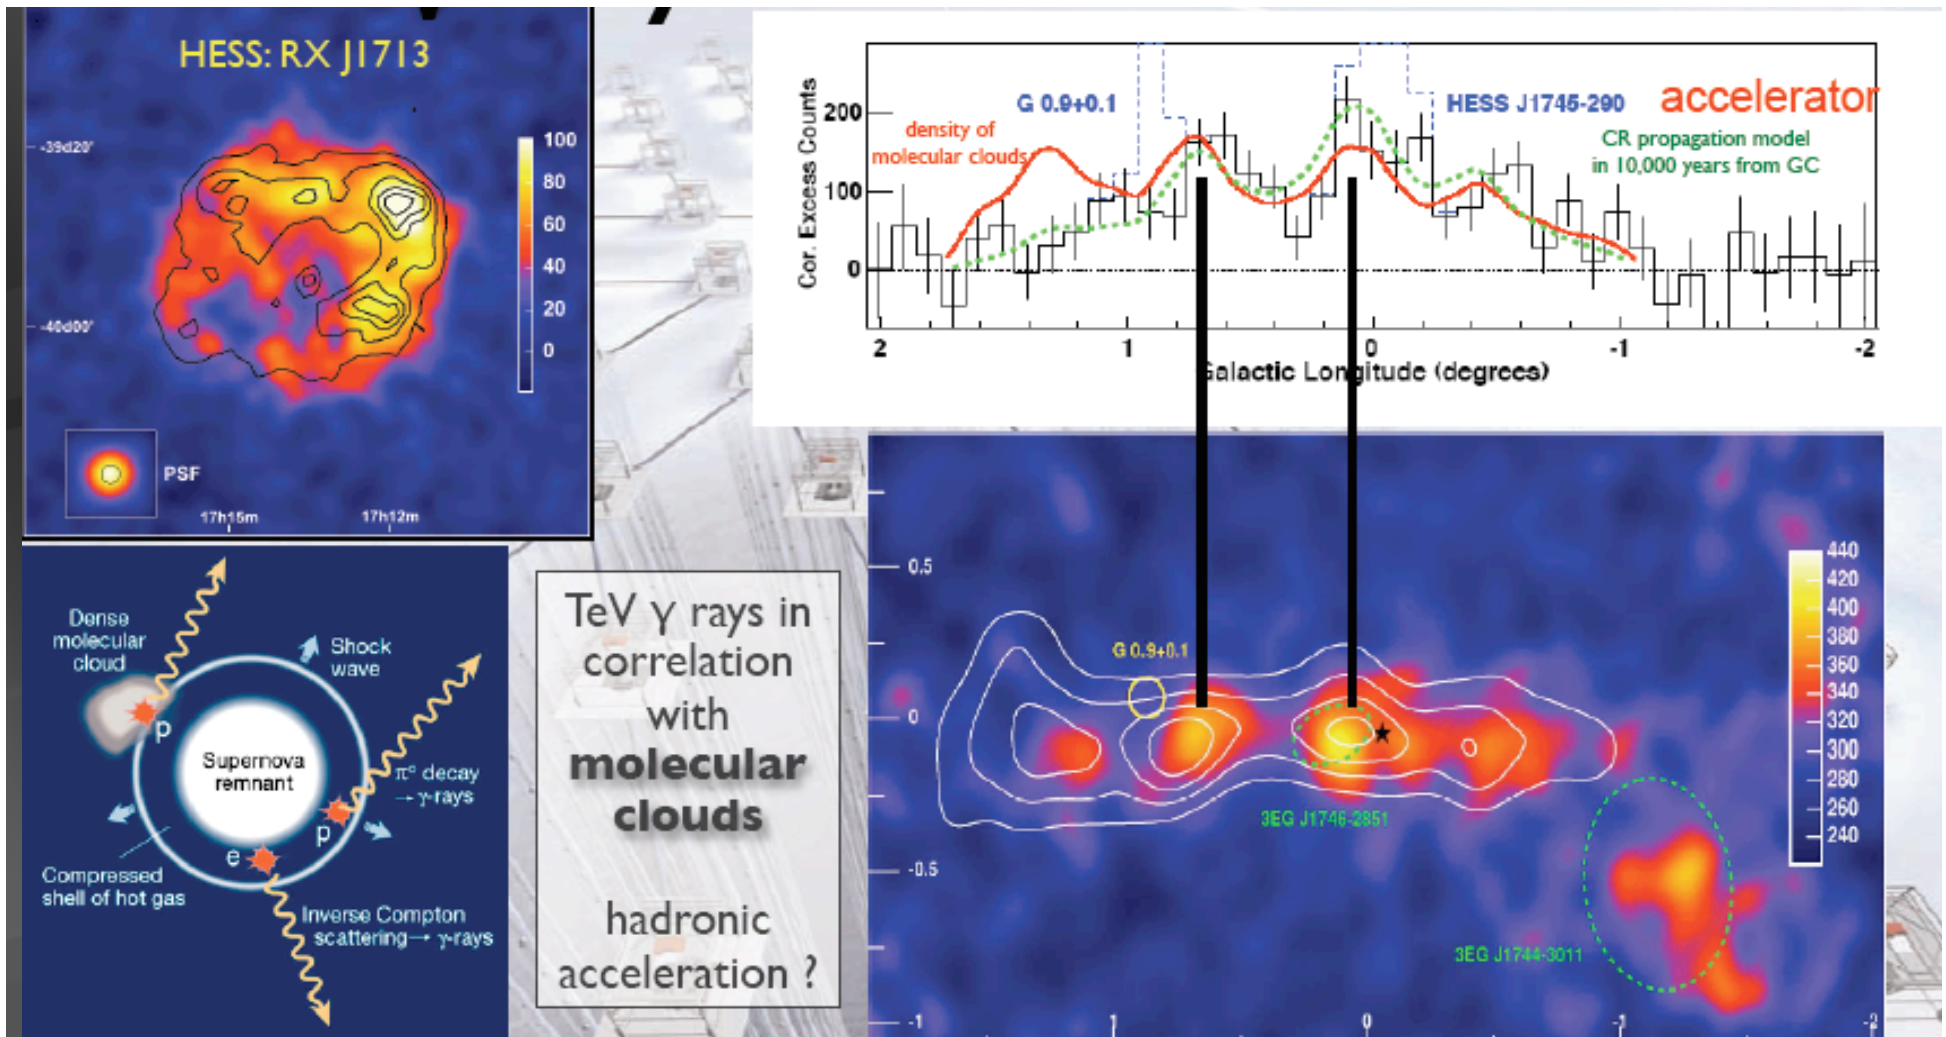 HESS: RX J1713
-39d20'
-40d00'
100
80
60
40
20
0
PSF
17h15m
17h12m
Cor. Excess Counts
200
100
0
G 0.9+0.1
HESS J1745-290
accelerator
density of
molecular clouds
CR propagation model
in 10,000 years from GC
2
1
0
-1
-2
Galactic Longitude (degrees)
Dense
molecular
cloud
Shock
wave
p
Supernova
remnant
π° decay
→ γ-rays
p
e
Compressed
shell of hot gas
Inverse Compton
scattering→ γ-rays
TeV γ rays in
correlation
with
molecular
clouds
hadronic
acceleration ?
0.5
0
-0.5
-1
G 0.9+0.1
3EG J1746-2851
3EG J1744-3011
440
420
400
380
360
340
320
300
280
260
240
1
0
-1
-2